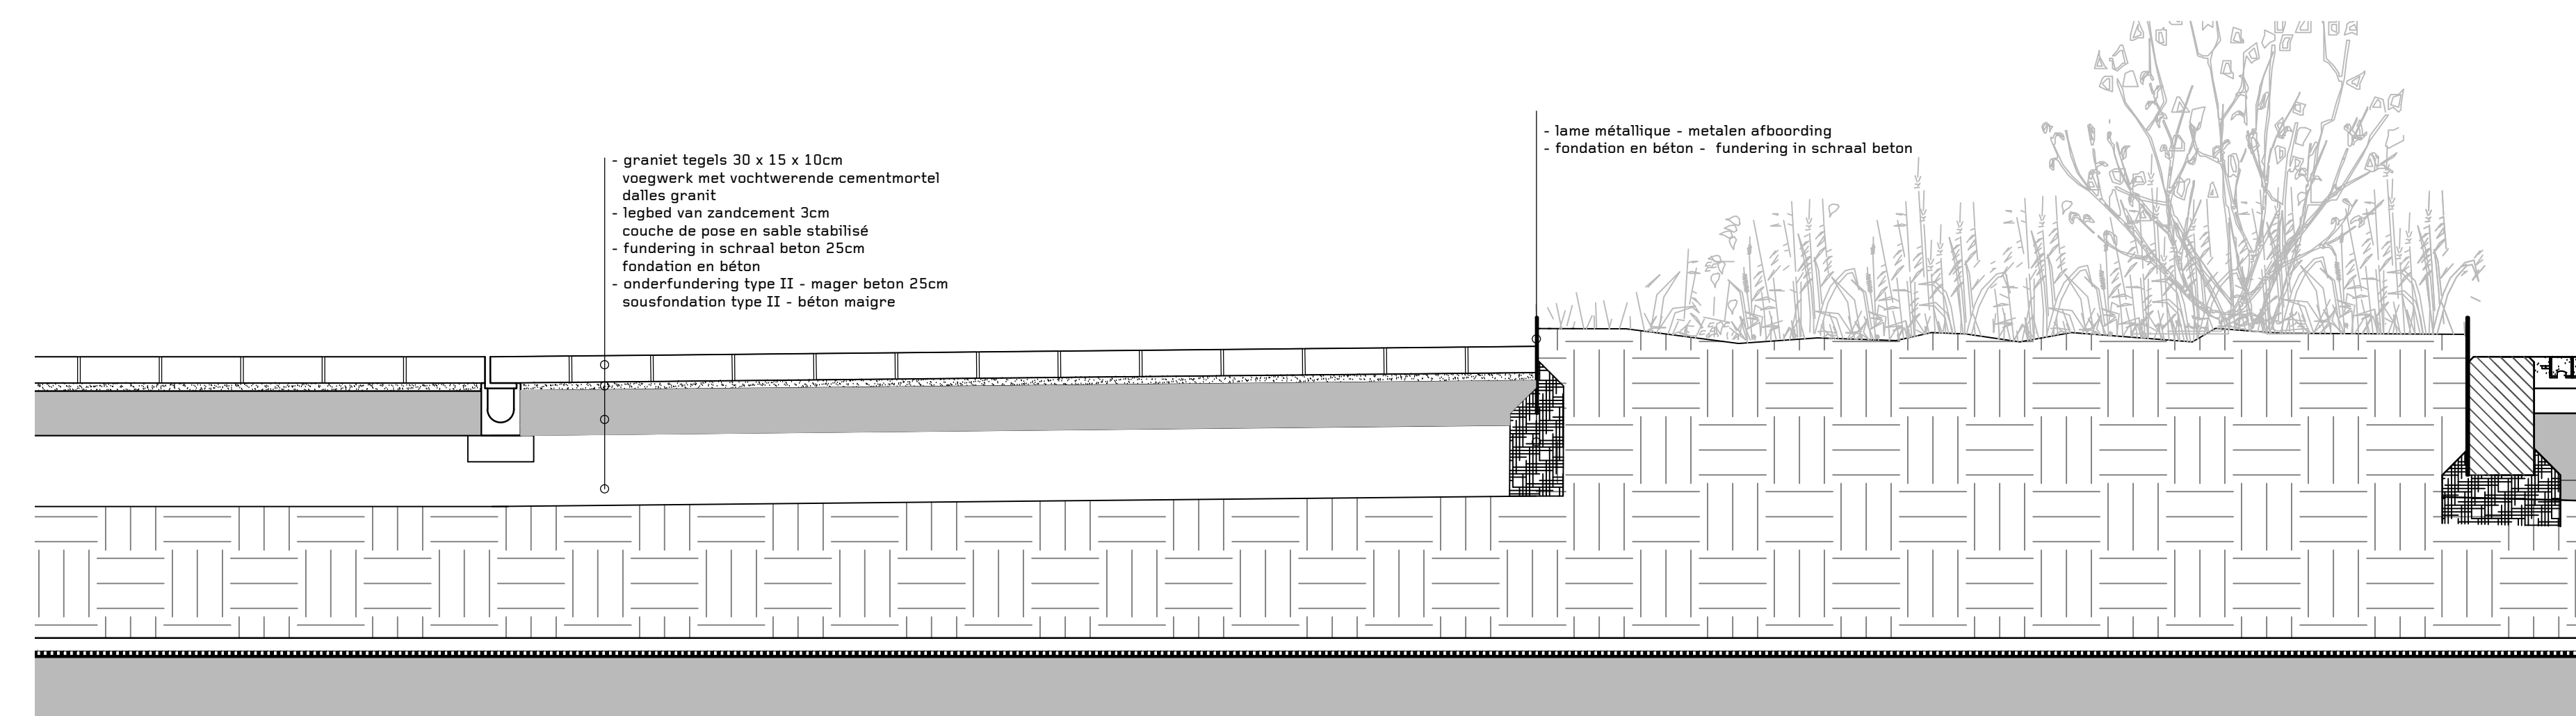 - graniet tegels 30 x 15 x 10cm
voegwerk met vochtwerende cementmortel
dalles granit
- legbed van zandcement 3cm
couche de pose en sable stabilisé
- fundering in schraal beton 25cm
fondation en béton
- onderfundering type II - mager beton 25cm
sousfondation type II - béton maigre
- lame métallique - metalen afboording
- fondation en béton - fundering in schraal beton